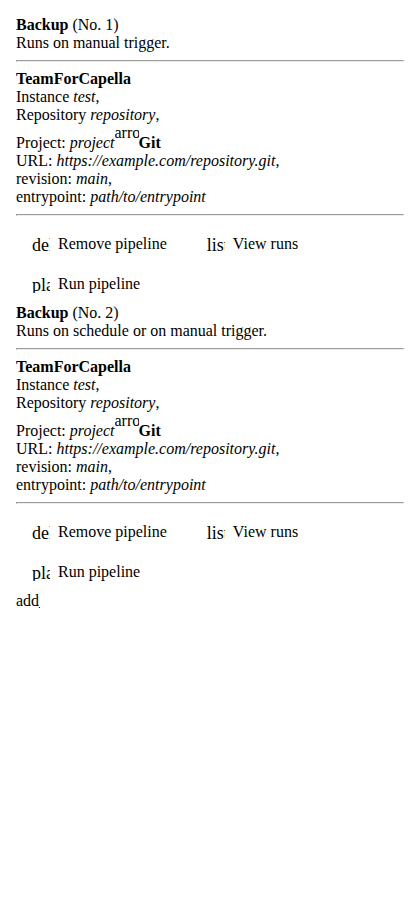 Backup (No. 1)
Runs on manual trigger.
TeamForCapella
Instance test,
Repository repository,
Project: project arro Git
URL: https://example.com/repository.git,
revision: main,
entrypoint: path/to/entrypoint
de Remove pipeline lis View runs
pla Run pipeline
Backup (No. 2)
Runs on schedule or on manual trigger.
TeamForCapella
Instance test,
Repository repository,
Project: project arro Git
URL: https://example.com/repository.git,
revision: main,
entrypoint: path/to/entrypoint
de Remove pipeline lis View runs
pla Run pipeline
add